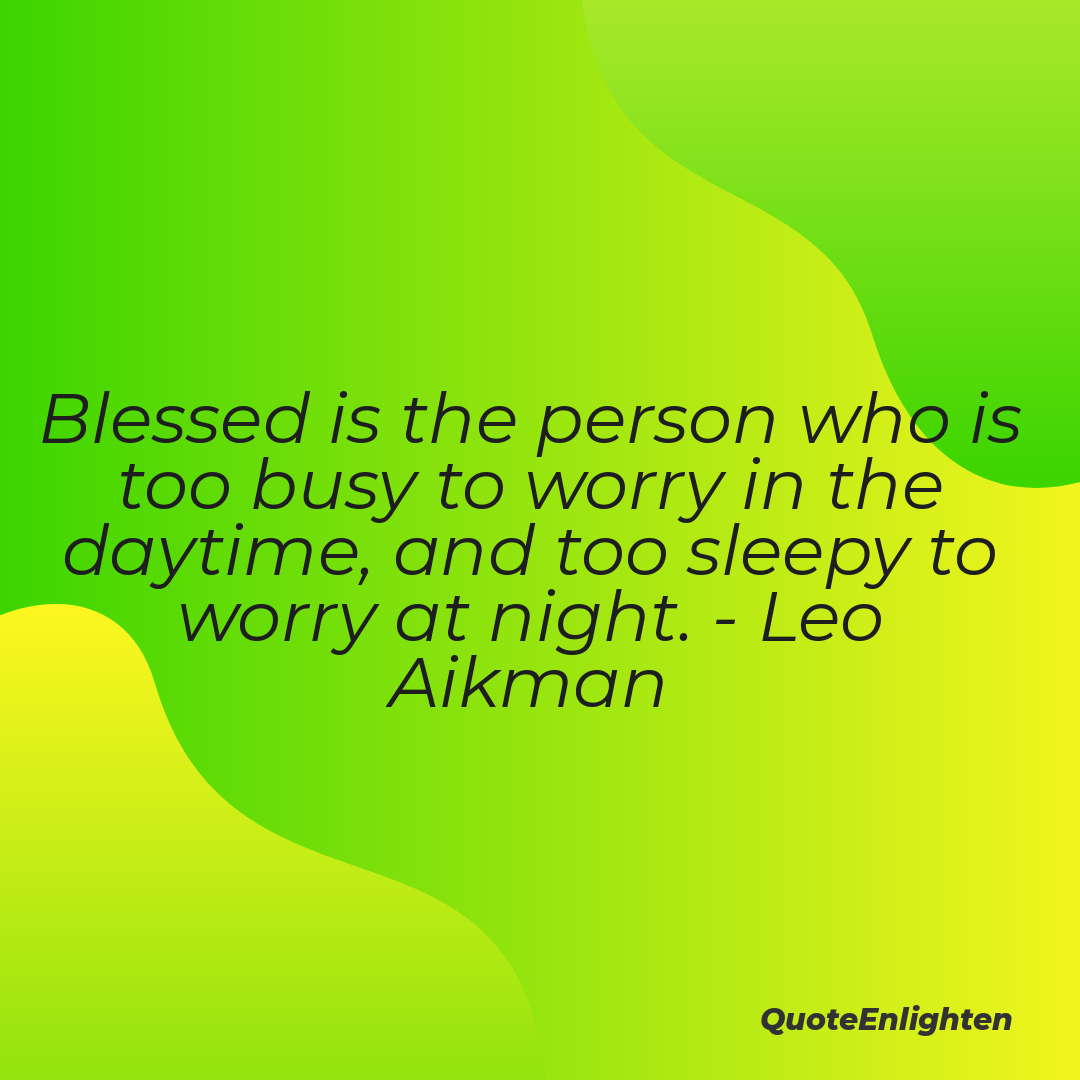 Blessed is the person who is
too busy to worry in the
daytime, and too sleepy to
worry at night. - Leo
Aikman
QuoteEnlighten